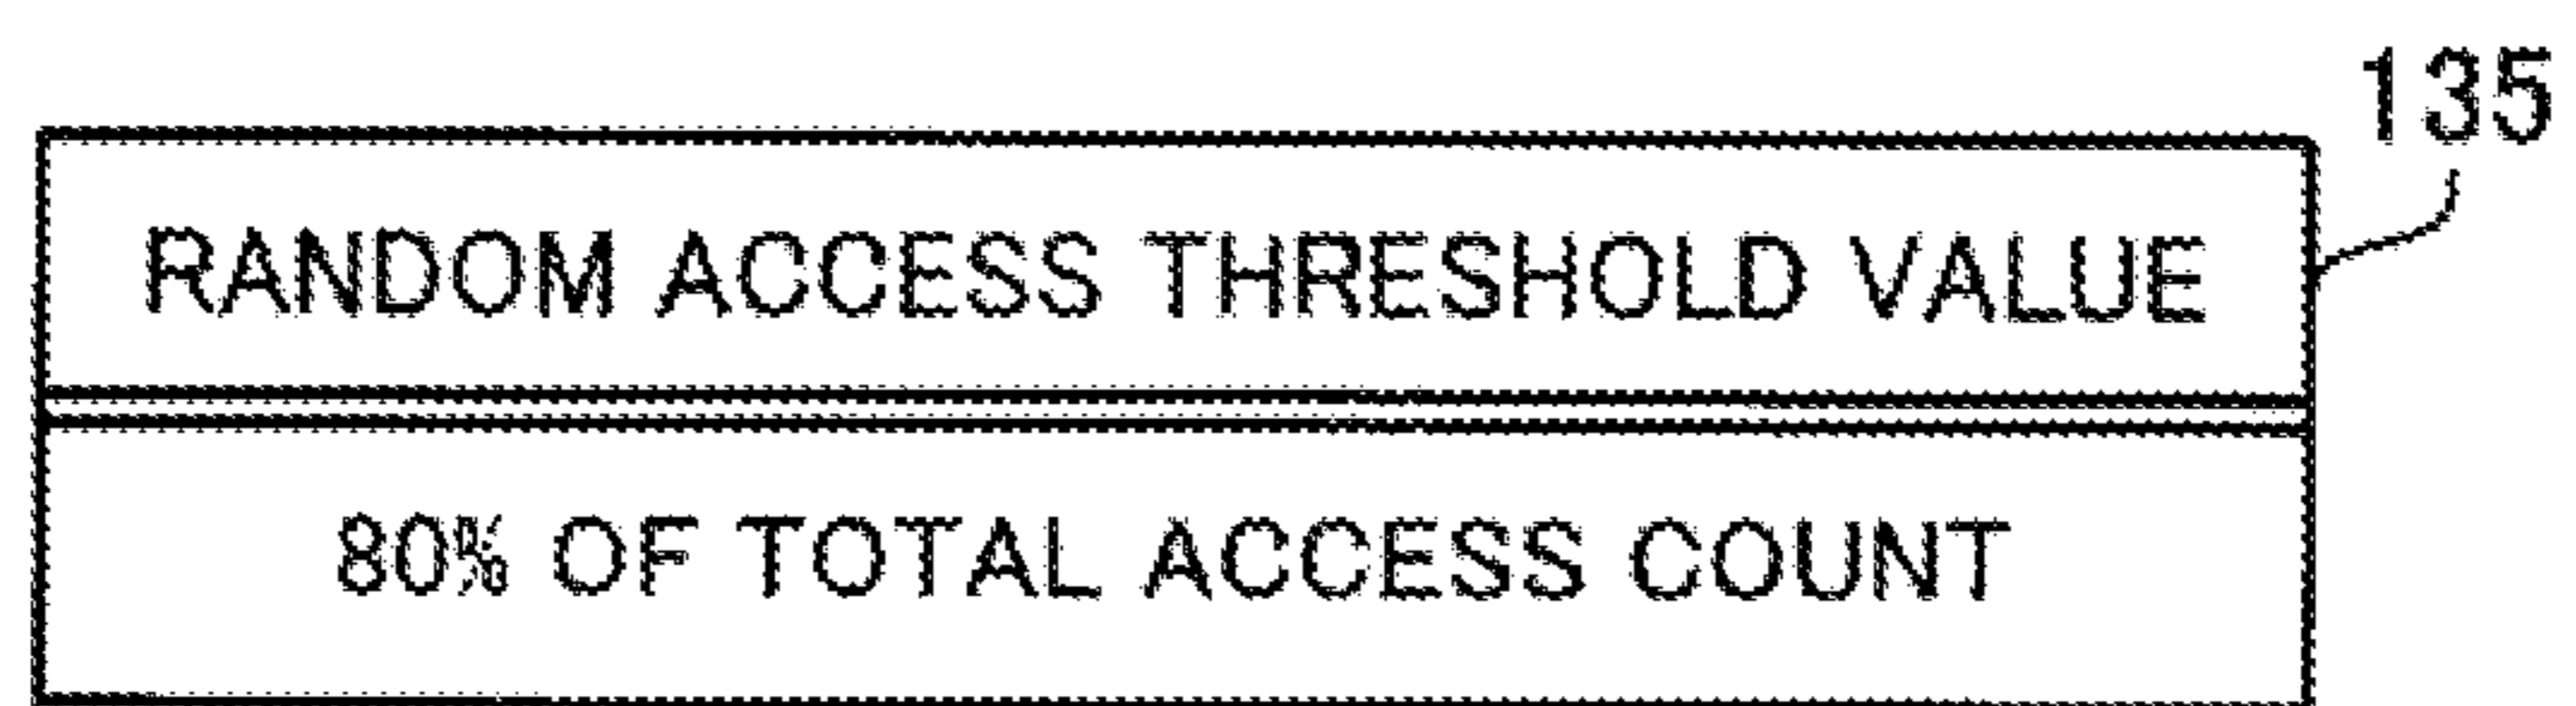 135
RANDOM ACCESS THRESHOLD VALUE
80% OF TOTAL ACCESS COUNT